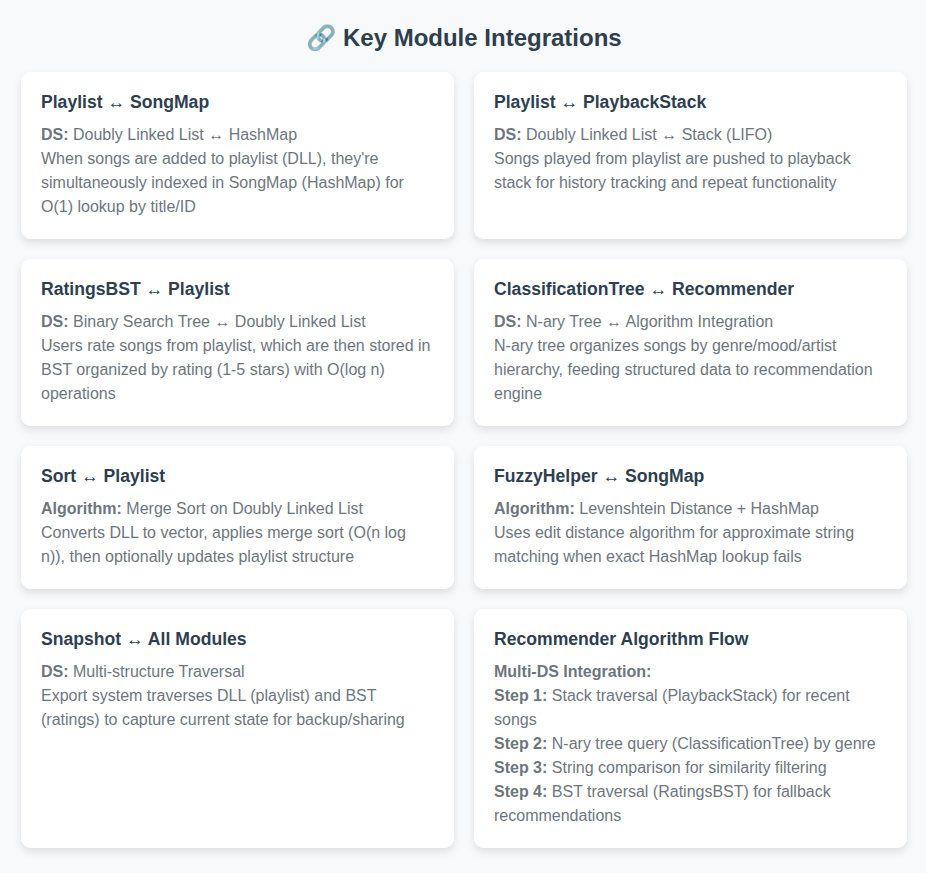 🔗 Key Module Integrations
Playlist ↔ SongMap
DS: Doubly Linked List ↔ HashMap
When songs are added to playlist (DLL), they're
simultaneously indexed in SongMap (HashMap) for
O(1) lookup by title/ID
Playlist ↔ PlaybackStack
DS: Doubly Linked List ↔ Stack (LIFO)
Songs played from playlist are pushed to playback
stack for history tracking and repeat functionality
RatingsBST ↔ Playlist
DS: Binary Search Tree ↔ Doubly Linked List
Users rate songs from playlist, which are then stored in
BST organized by rating (1-5 stars) with O(log n)
operations
ClassificationTree ↔ Recommender
DS: N-ary Tree ↔ Algorithm Integration
N-ary tree organizes songs by genre/mood/artist
hierarchy, feeding structured data to recommendation
engine
Sort ↔ Playlist
Algorithm: Merge Sort on Doubly Linked List
Converts DLL to vector, applies merge sort (O(n log
n)), then optionally updates playlist structure
FuzzyHelper ↔ SongMap
Algorithm: Levenshtein Distance + HashMap
Uses edit distance algorithm for approximate string
matching when exact HashMap lookup fails
Snapshot ↔ All Modules
DS: Multi-structure Traversal
Export system traverses DLL (playlist) and BST
(ratings) to capture current state for backup/sharing
Recommender Algorithm Flow
Multi-DS Integration:
Step 1: Stack traversal (PlaybackStack) for recent
songs
Step 2: N-ary tree query (ClassificationTree) by genre
Step 3: String comparison for similarity filtering
Step 4: BST traversal (RatingsBST) for fallback
recommendations